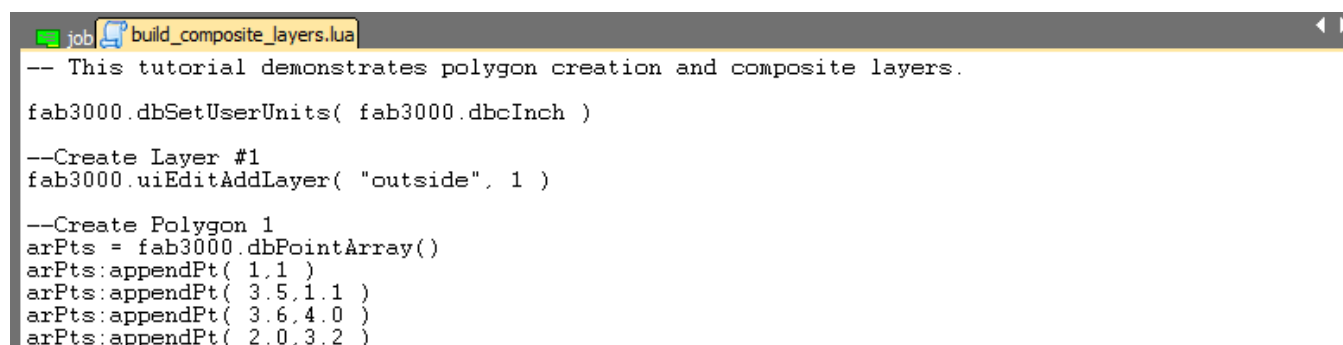 job build_composite_layers.lua
-- This tutorial demonstrates polygon creation and composite layers.
fab3000.dbSetUserUnits( fab3000.dbcInch )
--Create Layer #1
fab3000.uiEditAddLayer( "outside", 1 )
--Create Polygon 1
arPts = fab3000.dbPointArray()
arPts:appendPt( 1,1 )
arPts:appendPt( 3.5,1.1 )
arPts:appendPt( 3.6,4.0 )
arPts:appendPt( 2.0,3.2 )